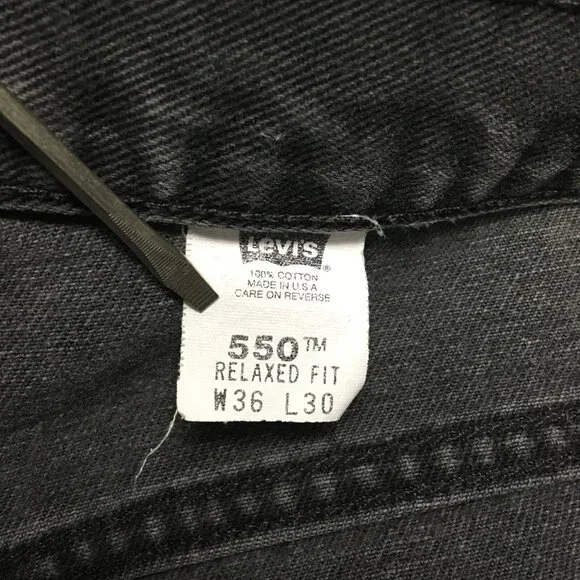 Levi's ®
100% COTTON
MADE IN U.S.A
CARE ON REVERSE
550™
RELAXED FIT
W36 L30